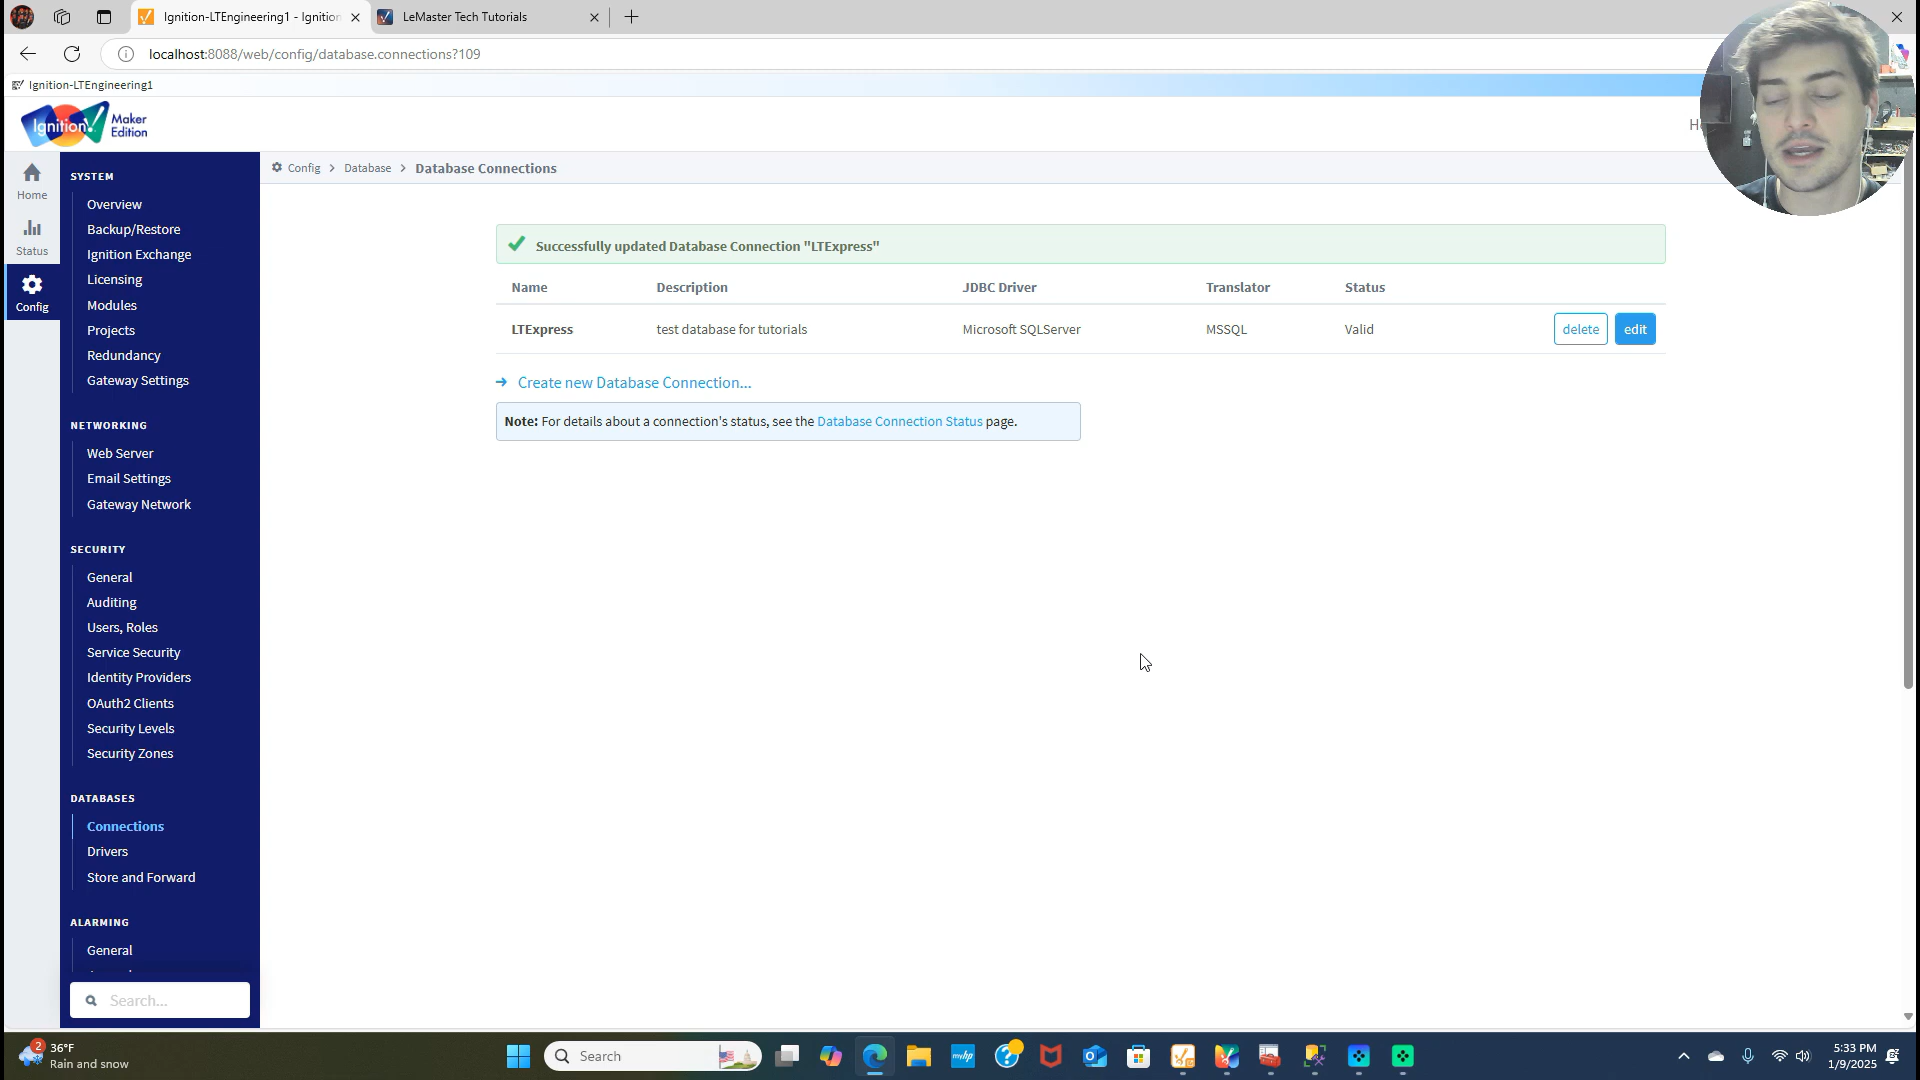 Ignition-LTEngineering1 - Ignition
LeMaster Tech Tutorials
localhost:8088/web/config/database.connections?109
Ignition-LTEngineering1
Ignition!
Maker
Edition
Home
Status
Config
SYSTEM
Overview
Backup/Restore
Ignition Exchange
Licensing
Modules
Projects
Redundancy
Gateway Settings
NETWORKING
Web Server
Email Settings
Gateway Network
SECURITY
General
Auditing
Users, Roles
Service Security
Identity Providers
OAuth2 Clients
Security Levels
Security Zones
DATABASES
Connections
Drivers
Store and Forward
ALARMING
General
Search...
Config > Database > Database Connections
Successfully updated Database Connection "LTExpress"
Name Description JDBC Driver Translator Status
LTExpress test database for tutorials Microsoft SQLServer MSSQL Valid delete edit
Create new Database Connection...
Note: For details about a connection's status, see the Database Connection Status page.
2
36°F
Rain and snow
Search
myhp
5:33 PM
1/9/2025